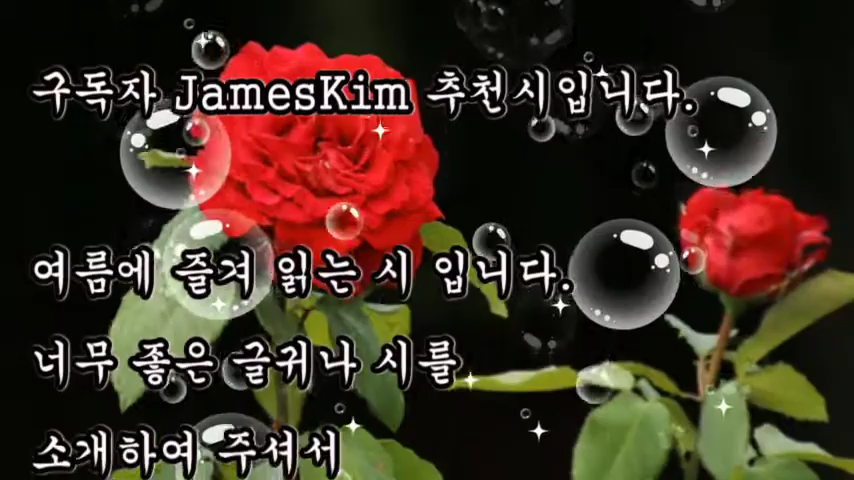 구독자 JamesKim 추천시입니다.
여름에 즐겨 읽는 시 입니다.
너무 좋은 글귀나 시를
소개하여 주셔서